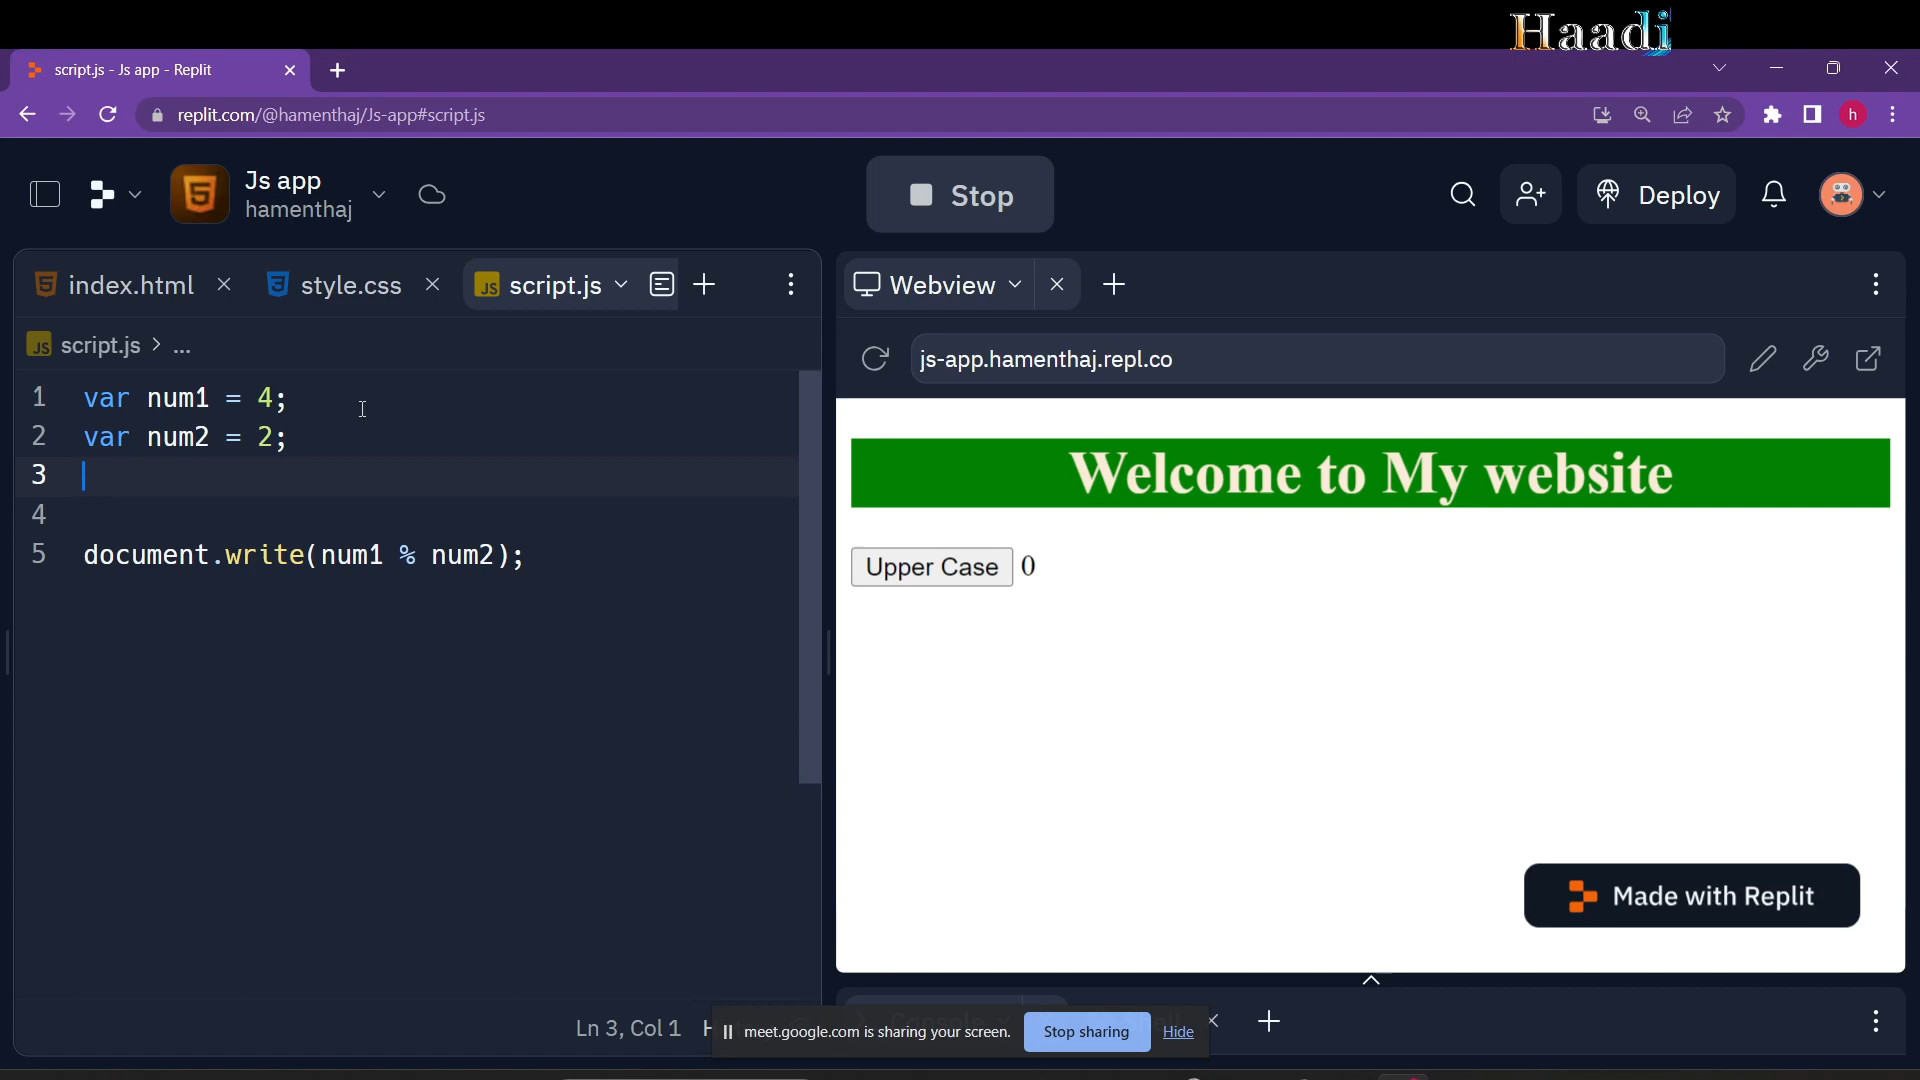 Haadi
script.js - Js app - Replit
replit.com/@hamenthaj/Js-app#script.js
h
Js app
hamenthaj
Stop
Deploy
index.html
style.css
JS script.js
Webview
JS script.js > ...
js-app.hamenthaj.repl.co
1 var num1 = 4;
2 var num2 = 2;
3
4
5 document.write(num1 % num2);
Welcome to My website
Upper Case 0
Made with Replit
Ln 3, Col 1
meet.google.com is sharing your screen. Stop sharing Hide